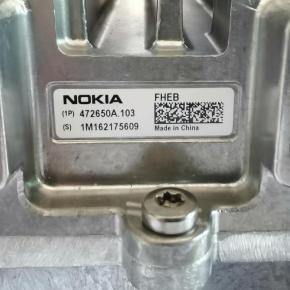 NOKIA FHEB
(1P) 472650A.103
(S) 1M162175609 Made in China